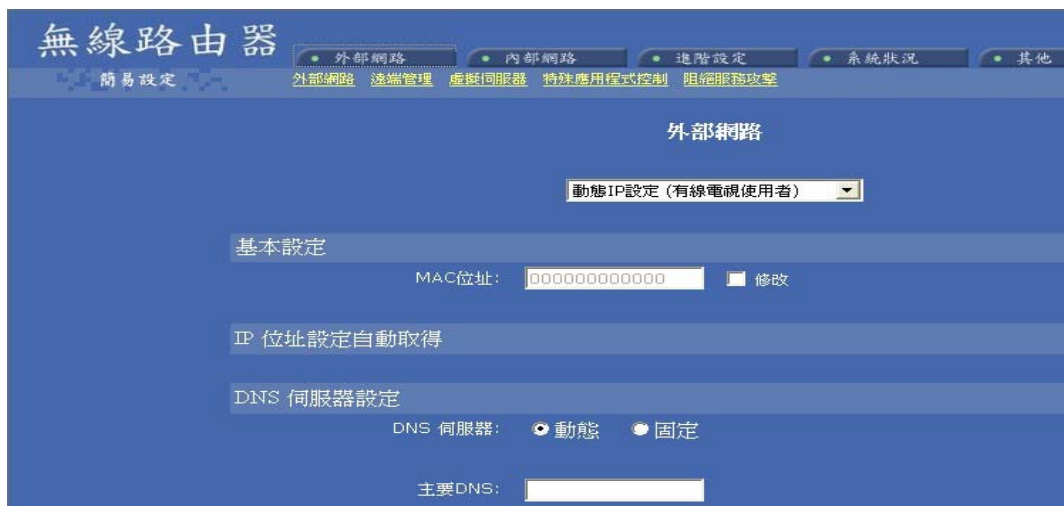 無線路由器
外部網路 內部網路 進階設定 系統狀況 其他
簡易設定
外部網路 遠端管理 虛擬伺服器 特殊應用程式控制 阻絕服務攻擊
外部網路
動態IP設定 (有線電視使用者)
基本設定
MAC位址: 000000000000 修改
IP 位址設定自動取得
DNS 伺服器設定
DNS 伺服器: 動態 固定
主要DNS: